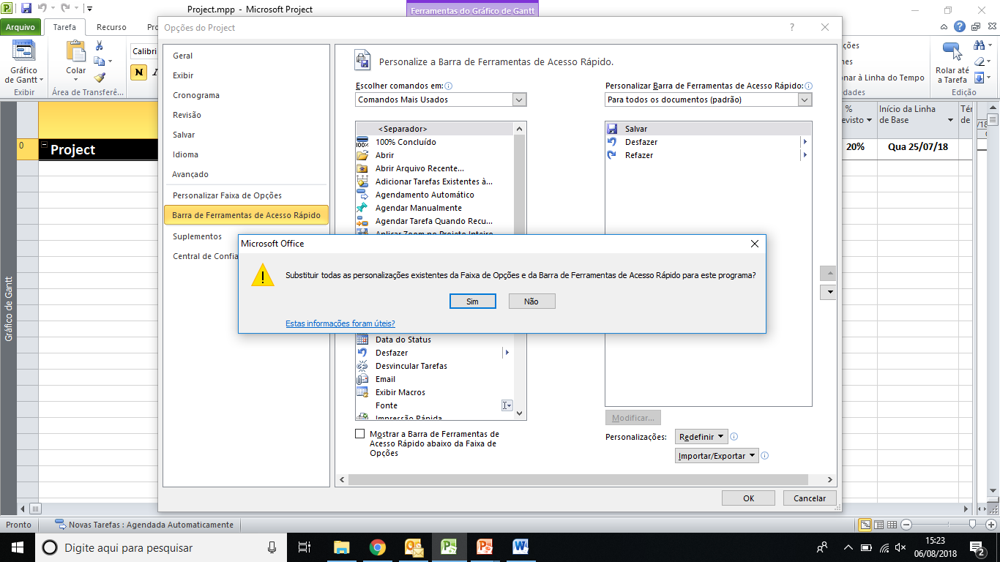 Project.mpp - Microsoft Project
Ferramentas do Gráfico de Gantt
Arquivo
Tarefa
Recurso
Opções do Project
?
Gráfico
de Gantt
Exibir
Colar
Área de Transferê...
Calibri
N
I
Geral
Exibir
Cronograma
Revisão
Salvar
Idioma
Avançado
Personalizar Faixa de Opções
Barra de Ferramentas de Acesso Rápido
Suplementos
Central de Confia
Personalize a Barra de Ferramentas de Acesso Rápido.
Escolher comandos em:
Comandos Mais Usados
<Separador>
100% Concluído
Abrir
Abrir Arquivo Recente...
Adicionar Tarefas Existentes à...
Agendamento Automático
Agendar Manualmente
Agendar Tarefa Quando Recu...
Aplicar Zoom no Projeto Inteiro
Personalizar Barra de Ferramentas de Acesso Rápido:
Para todos os documentos (padrão)
Salvar
Desfazer
Refazer
ções
nes
onar à Linha do Tempo
dades
Rolar até
a Tarefa
Edição
%
evisto
Início da Linha
de Base
Tér
de
/18
0
Project
20%
Qua 25/07/18
Gráfico de Gantt
Microsoft Office
Substituir todas as personalizações existentes da Faixa de Opções e da Barra de Ferramentas de Acesso Rápido para este programa?
Sim
Não
Estas informações foram úteis?
Data do Status
Desfazer
Desvincular Tarefas
Email
Exibir Macros
Fonte
Impressão Rápida
Mostrar a Barra de Ferramentas de
Acesso Rápido abaixo da Faixa de
Opções
Modificar...
Personalizações:
Redefinir
Importar/Exportar
OK
Cancelar
Pronto
Novas Tarefas : Agendada Automaticamente
Digite aqui para pesquisar
15:23
06/08/2018
2